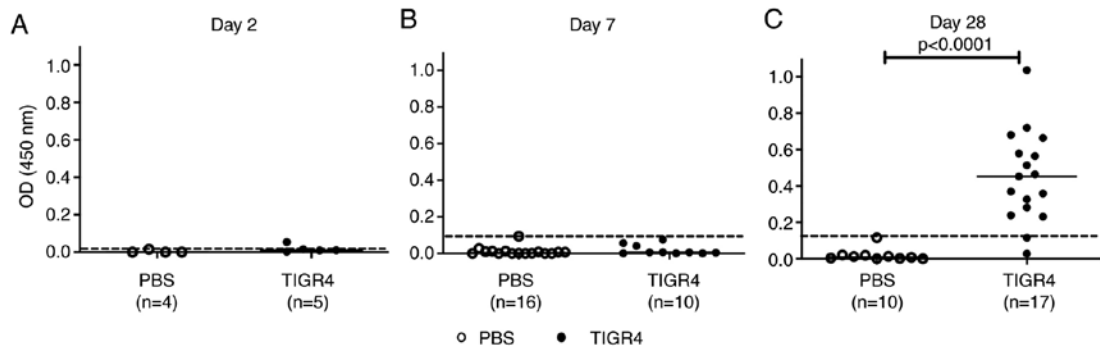 A
Day 2
OD (450 nm)
1.0
0.8
0.6
0.4
0.2
0.0
PBS
(n=4)
TIGR4
(n=5)
B
Day 7
1.0
0.8
0.6
0.4
0.2
0.0
PBS
(n=16)
TIGR4
(n=10)
C
Day 28
p<0.0001
1.0
0.8
0.6
0.4
0.2
0.0
PBS
(n=10)
TIGR4
(n=17)
PBS
TIGR4